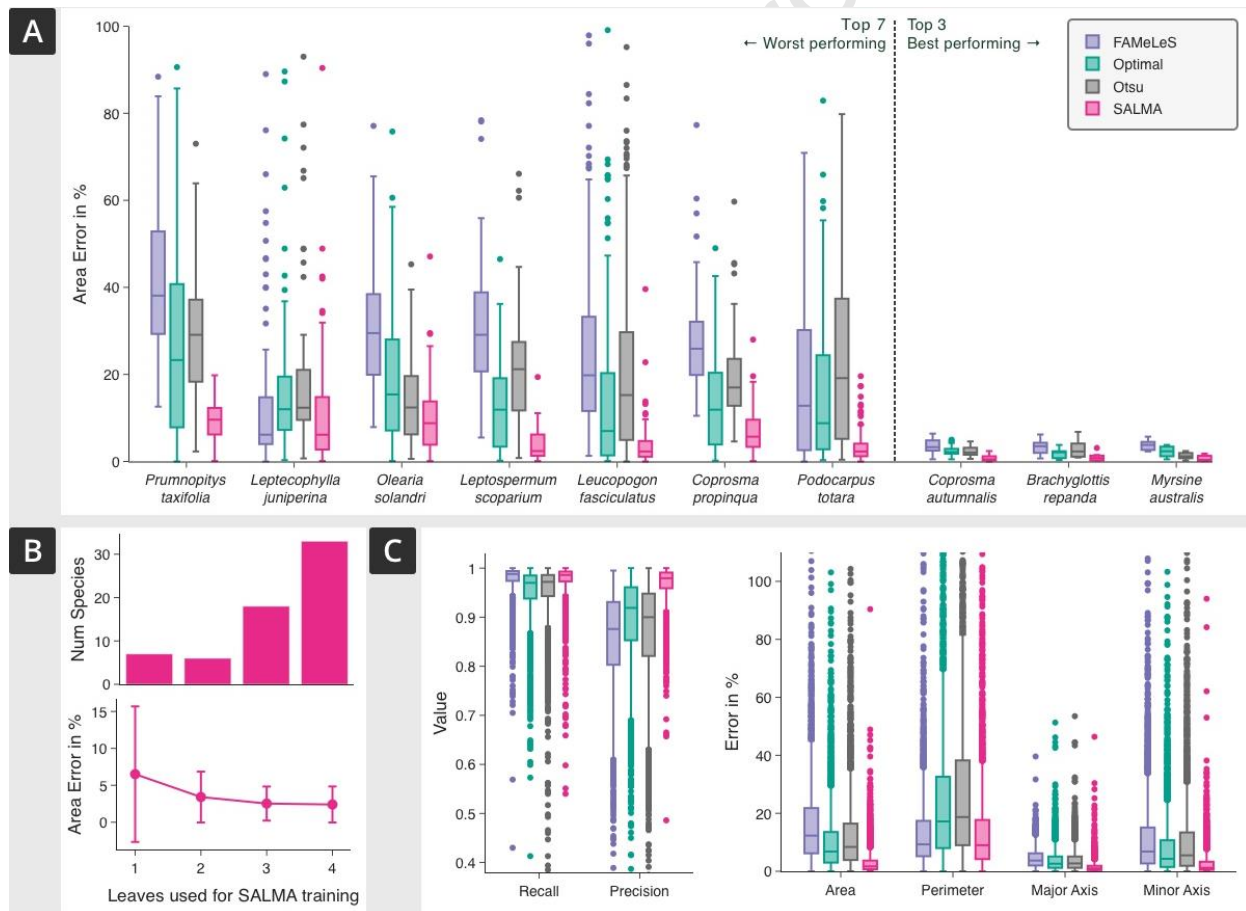 A
Top 7
← Worst performing
Top 3
Best performing →
FAMeLeS
Optimal
Otsu
SALMA
Area Error in %
100
80
60
40
20
0
Prumnopitys
taxifolia
Leptecophylla
juniperina
Olearia
solandri
Leptospermum
scoparium
Leucopogon
fasciculatus
Coprosma
propinqua
Podocarpus
totara
Coprosma
autumnalis
Brachyglottis
repanda
Myrsine
australis
B
Num Species
30
20
10
0
Area Error in %
15
10
5
0
1 2 3 4
Leaves used for SALMA training
C
Value
1
0.9
0.8
0.7
0.6
0.5
0.4
Recall Precision
Error in %
100
80
60
40
20
0
Area Perimeter Major Axis Minor Axis